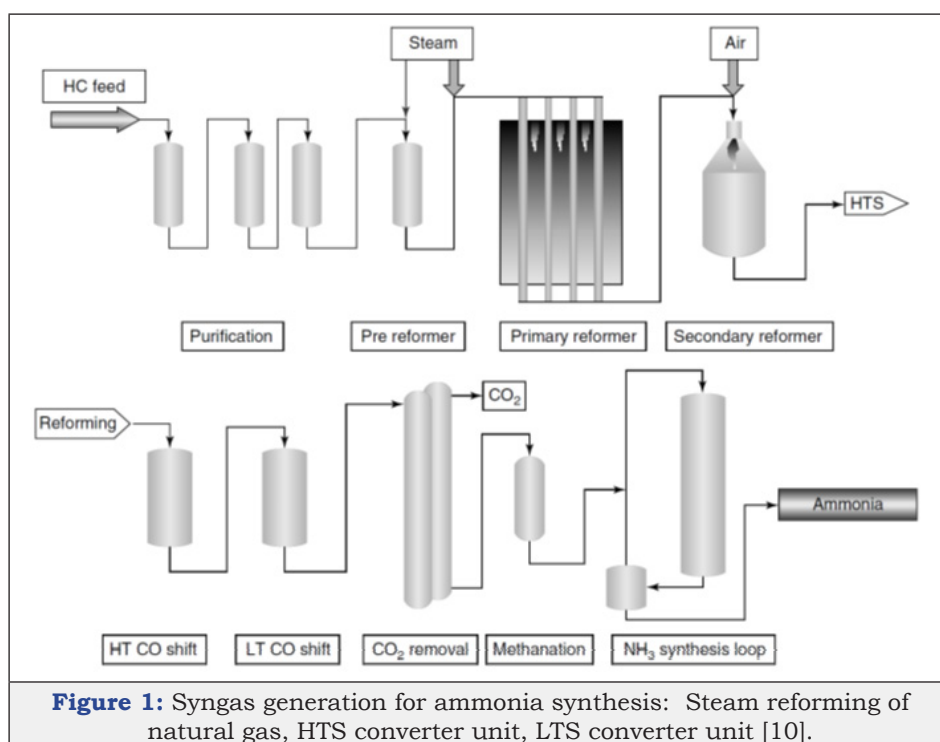 Steam
Air
HC feed
HTS
Purification
Pre reformer
Primary reformer
Secondary reformer
Reforming
CO₂
Ammonia
HT CO shift
LT CO shift
CO₂ removal
Methanation
NH₃ synthesis loop
Figure 1: Syngas generation for ammonia synthesis: Steam reforming of
natural gas, HTS converter unit, LTS converter unit [10].